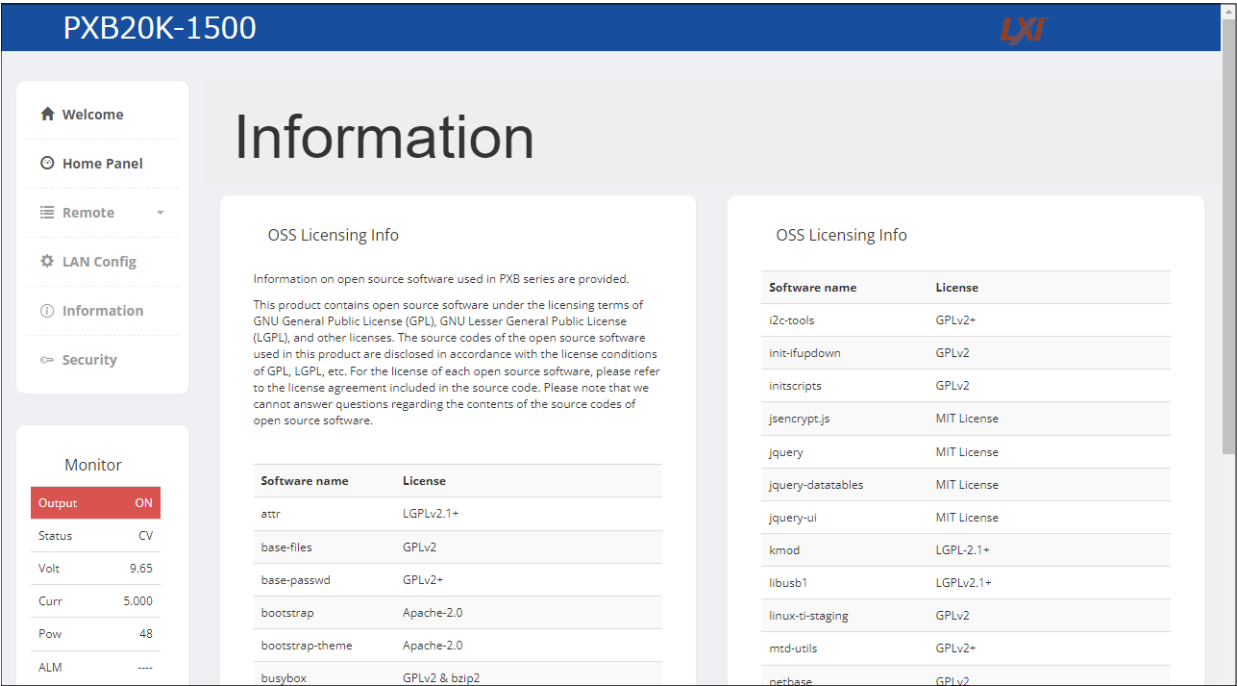 PXB20K-1500
LXI
Welcome
Home Panel
Remote
LAN Config
Information
Security
Monitor
Output ON
Status CV
Volt 9.65
Curr 5.000
Pow 48
ALM ----
Information
OSS Licensing Info
Information on open source software used in PXB series are provided.
This product contains open source software under the licensing terms of
GNU General Public License (GPL), GNU Lesser General Public License
(LGPL), and other licenses. The source codes of the open source software
used in this product are disclosed in accordance with the license conditions
of GPL, LGPL, etc. For the license of each open source software, please refer
to the license agreement included in the source code. Please note that we
cannot answer questions regarding the contents of the source codes of
open source software.
Software name License
attr LGPLv2.1+
base-files GPLv2
base-passwd GPLv2+
bootstrap Apache-2.0
bootstrap-theme Apache-2.0
busybox GPLv2 & bzip2
OSS Licensing Info
Software name License
i2c-tools GPLv2+
init-ifupdown GPLv2
initscripts GPLv2
jsencrypt.js MIT License
jquery MIT License
jquery-datatables MIT License
jquery-ui MIT License
kmod LGPL-2.1+
libusb1 LGPLv2.1+
linux-ti-staging GPLv2
mtd-utils GPLv2+
netbase GPLv2